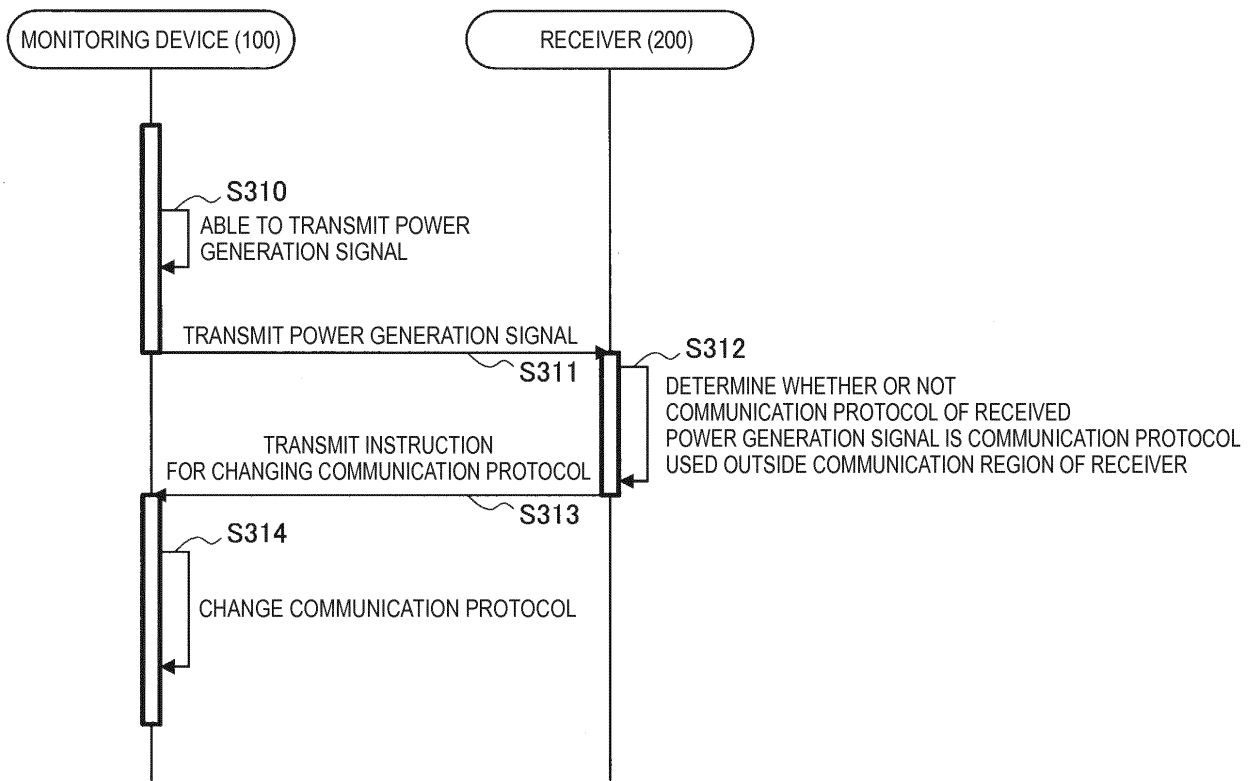 MONITORING DEVICE (100)
RECEIVER (200)
S310
ABLE TO TRANSMIT POWER
GENERATION SIGNAL
TRANSMIT POWER GENERATION SIGNAL
S311
S312
DETERMINE WHETHER OR NOT
COMMUNICATION PROTOCOL OF RECEIVED
POWER GENERATION SIGNAL IS COMMUNICATION PROTOCOL
USED OUTSIDE COMMUNICATION REGION OF RECEIVER
TRANSMIT INSTRUCTION
FOR CHANGING COMMUNICATION PROTOCOL
S313
S314
CHANGE COMMUNICATION PROTOCOL